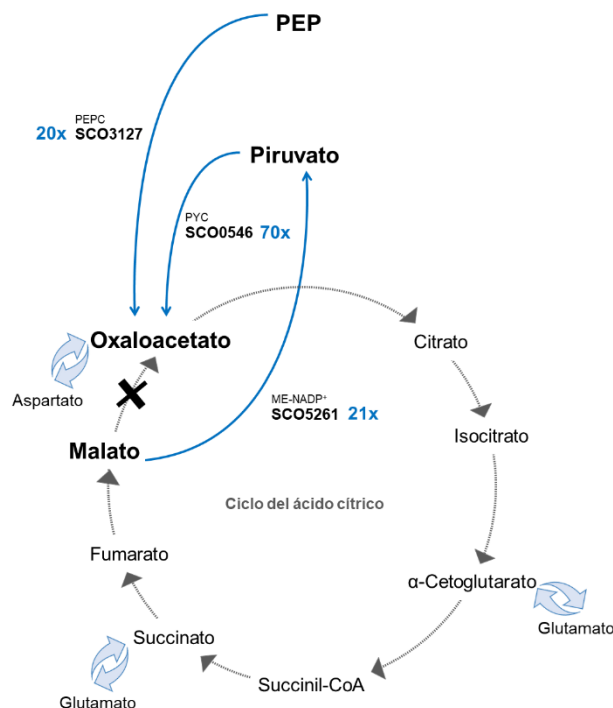 PEP
PEPC
20x SCO3127
Piruvato
PYC
SCO0546 70x
Oxaloacetato
Citrato
Aspartato
ME-NADP⁺
SCO5261 21x
Isocitrato
Malato
Ciclo del ácido cítrico
Fumarato
α-Cetoglutarato
Glutamato
Succinato
Succinil-CoA
Glutamato